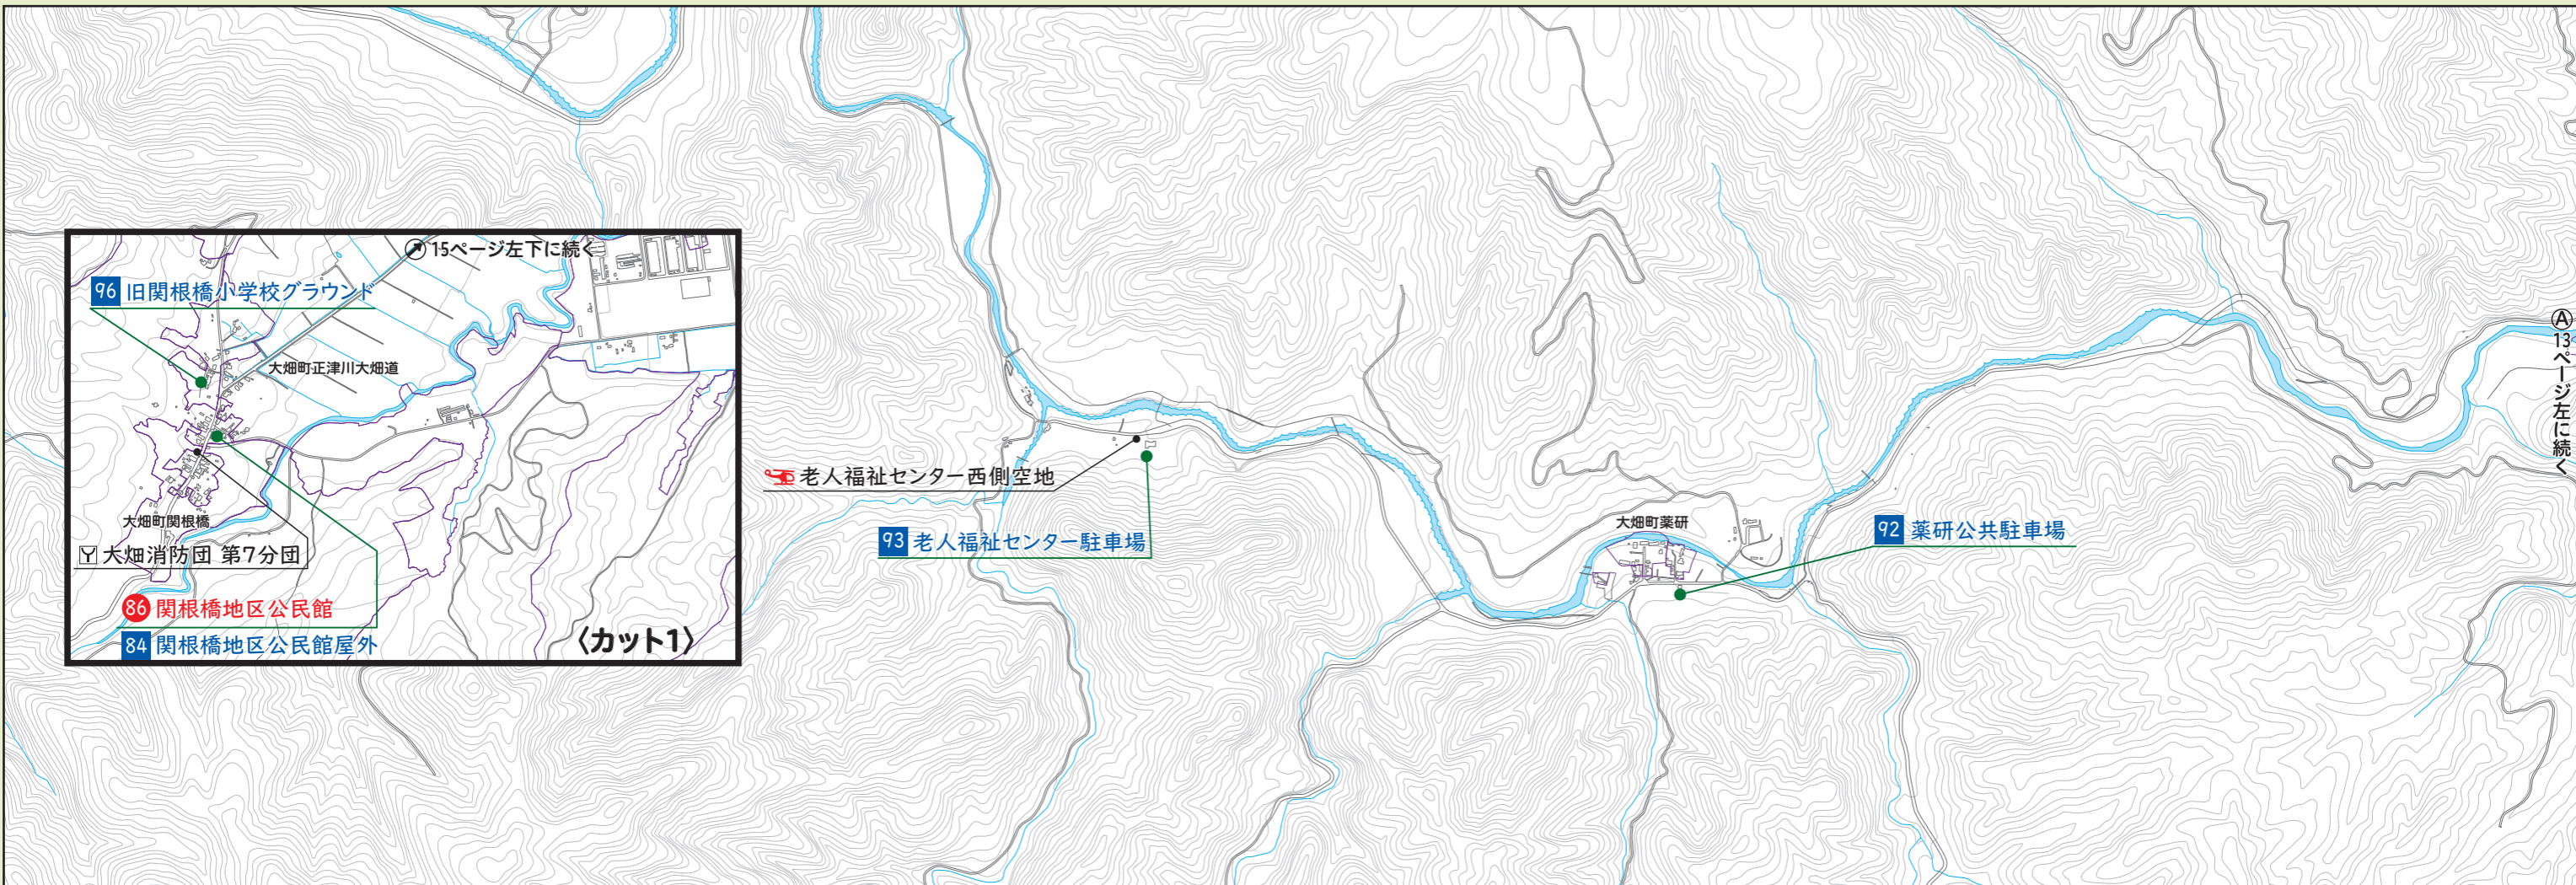 15ページ左下に続く
96 旧関根橋小学校グラウンド
大畑町正津川大畑道
大畑町関根橋
大畑消防団 第7分団
86 関根橋地区公民館
84 関根橋地区公民館屋外
〈カット1〉
老人福祉センター西側空地
93 老人福祉センター駐車場
大畑町薬研
92 薬研公共駐車場
Ⓐ13ページ左に続く